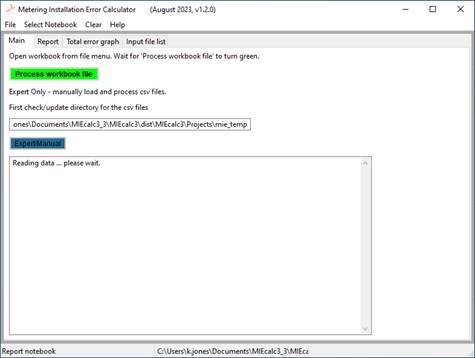 Metering Installation Error Calculator (August 2023, v1.2.0)
File Select Notebook Clear Help
Main Report Total error graph Input file list
Open workbook from file menu. Wait for 'Process workbook file' to turn green.
Process workbook file
Expert Only - manually load and process csv files.
First check/update directory for the csv files
ones\Documents\MIEcalc3_3\MIEcalc3\dist\MIEcalc3\Projects\mie_temp
Expert\Manual
Reading data ... please wait.
Report notebook C:\Users\k.jones\Documents\MIEcalc3_3\MIEca